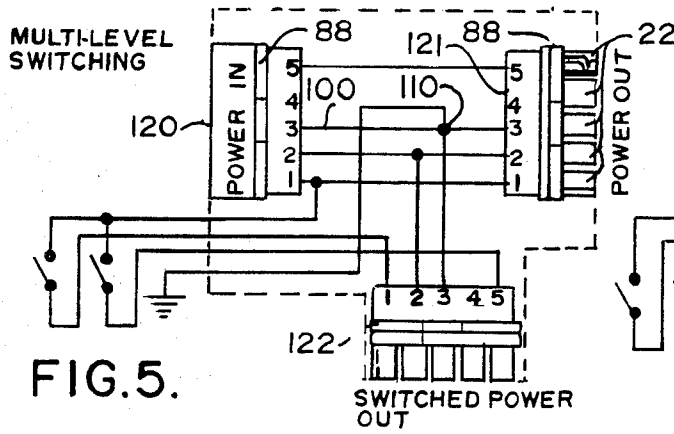 MULTI-LEVEL
SWITCHING
88
88
22
121
110
120
100
POWER IN
5
4
3
2
1
5
4
3
2
1
POWER OUT
1 2 3 4 5
122
FIG.5.
SWITCHED POWER
OUT